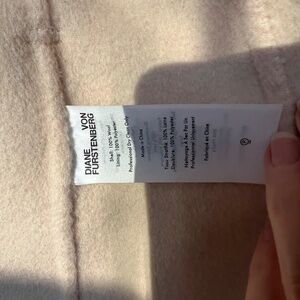 DIANE VON
FURSTENBERG
Shell: 100% Wool
Lining: 100% Polyester
Professional Dry Clean Only
Made in China
Tissu Double: 100% Laine
Doublure: 100% Polyester
Nettoyage À Sec Par Un
Professionnel Uniquement
Fabriqué en Chine